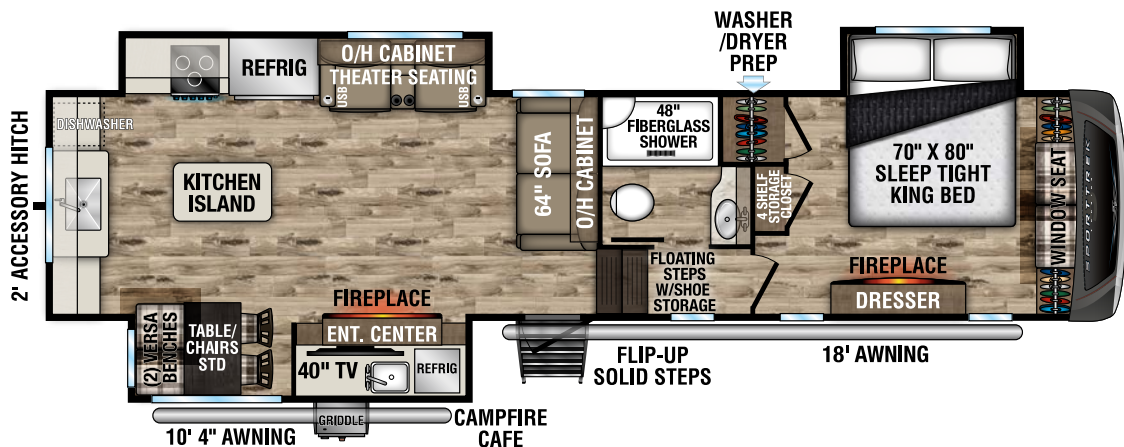 WASHER
/DRYER
PREP
O/H CABINET
REFRIG
THEATER SEATING
USB
USB
DISHWASHER
48"
FIBERGLASS
SHOWER
2' ACCESSORY HITCH
KITCHEN
ISLAND
64" SOFA
O/H CABINET
4 SHELF
STORAGE
CLOSET
70" X 80"
SLEEP TIGHT
KING BED
WINDOW SEAT
SPORTTREK
FLOATING
STEPS
W/SHOE
STORAGE
FIREPLACE
DRESSER
FIREPLACE
ENT. CENTER
(2) VERSA
BENCHES
TABLE/
CHAIRS
STD
40" TV
REFRIG
FLIP-UP
SOLID STEPS
18' AWNING
GRIDDLE
10' 4" AWNING
CAMPFIRE
CAFE